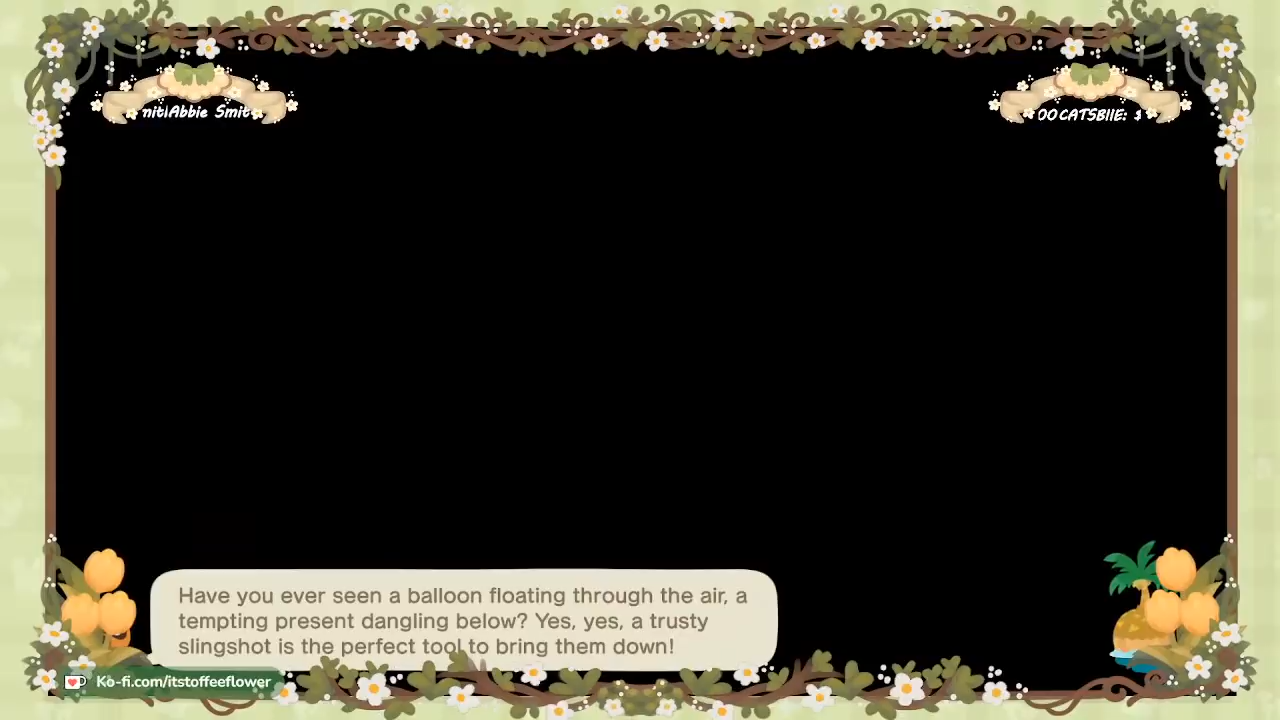 Abbie Smit
OOCATSBIIE:
Have you ever seen a balloon floating through the air, a
tempting present dangling below? Yes, yes, a trusty
slingshot is the perfect tool to bring them down!
Ko-fi.com/itstoffeeflower